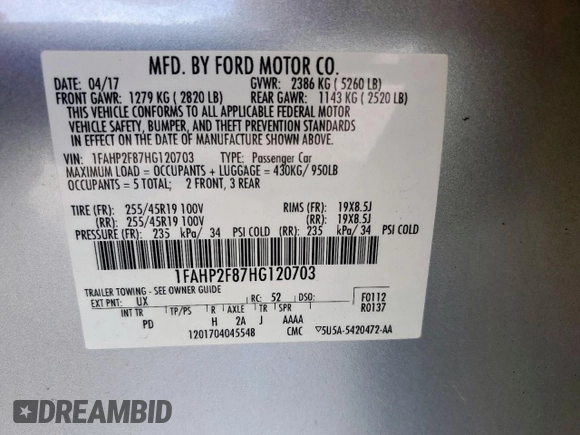 MFD. BY FORD MOTOR CO.
DATE: 04/17 GVWR: 2386 KG ( 5260 LB)
FRONT GAWR: 1279 KG ( 2820 LB) REAR GAWR: 1143 KG ( 2520 LB)
THIS VEHICLE CONFORMS TO ALL APPLICABLE FEDERAL MOTOR
VEHICLE SAFETY, BUMPER, AND THEFT PREVENTION STANDARDS
IN EFFECT ON THE DATE OF MANUFACTURE SHOWN ABOVE.
VIN: 1FAHP2F87HG120703 TYPE: Passenger Car
MAXIMUM LOAD = OCCUPANTS + LUGGAGE = 430KG/ 950LB
OCCUPANTS = 5 TOTAL; 2 FRONT, 3 REAR
TIRE (FR): 255/45R19 100V RIMS (FR): 19X8.5J
(RR): 255/45R19 100V (RR): 19X8.5J
PRESSURE (FR): 235 kPa/ 34 PSI COLD (RR): 235 kPa/ 34 PSI COLD
1FAHP2F87HG120703
TRAILER TOWING - SEE OWNER GUIDE
EXT PNT: UX RC: 52 DSO: F0112
INT TR TP/PS R AXLE TR SPR R0137
PD H 2A J AAAA
1201704045548 CMC ▽5U5A-5420472-AA
DREAMBID